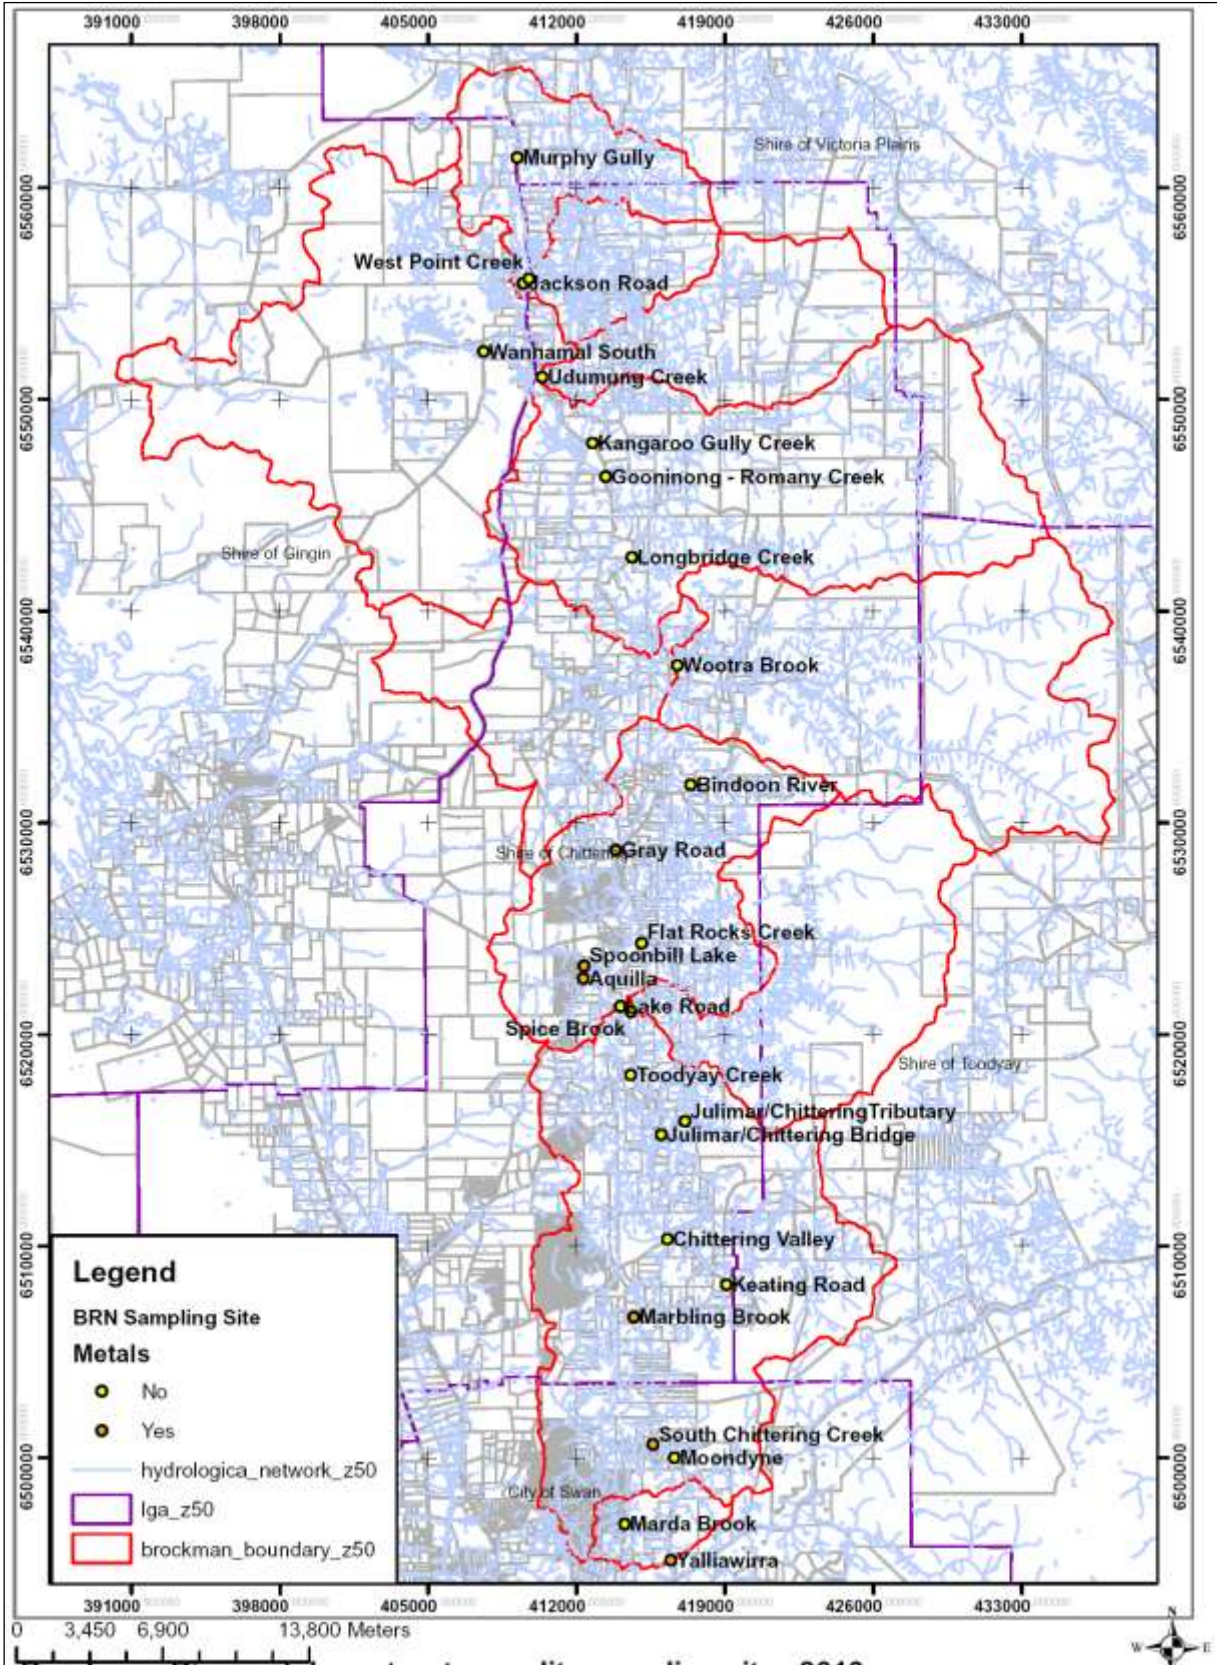 391000 398000 405000 412000 419000 426000 433000
Shire of Victoria Plains
Murphy Gully
6560000 6560000
West Point Creek
Jackson Road
Wannamal South
Udumung Creek
6550000 6550000
Kangaroo Gully Creek
Gooninong - Romany Creek
Shire of Gingin
Longbridge Creek
6540000 6540000
Wootra Brook
Bindoon River
6530000 6530000
Shire of Chittering
Gray Road
Flat Rocks Creek
Spoonbill Lake
Aquilla
Lake Road
Spice Brook
6520000 6520000
Shire of Toodyay
Toodyay Creek
Julimar/ChitteringTributary
Julimar/Chittering Bridge
Chittering Valley
6510000 6510000
Keating Road
Marbling Brook
South Chittering Creek
Moondyne
6500000 6500000
City of Swan
Marda Brook
Yalliawirra
Legend
BRN Sampling Site
Metals
No
Yes
hydrologica_network_z50
lga_z50
brockman_boundary_z50
391000 398000 405000 412000 419000 426000 433000
0 3,450 6,900 13,800 Meters
N
W E